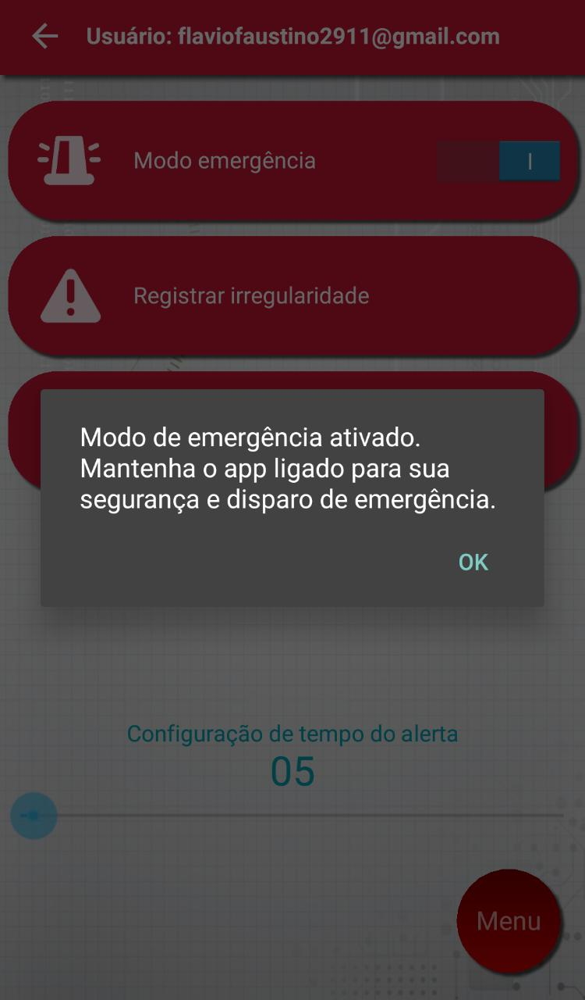 Usuário: flaviofaustino2911@gmail.com
Modo emergência
Registrar irregularidade
Modo de emergência ativado.
Mantenha o app ligado para sua
segurança e disparo de emergência.
OK
Configuração de tempo do alerta
05
Menu